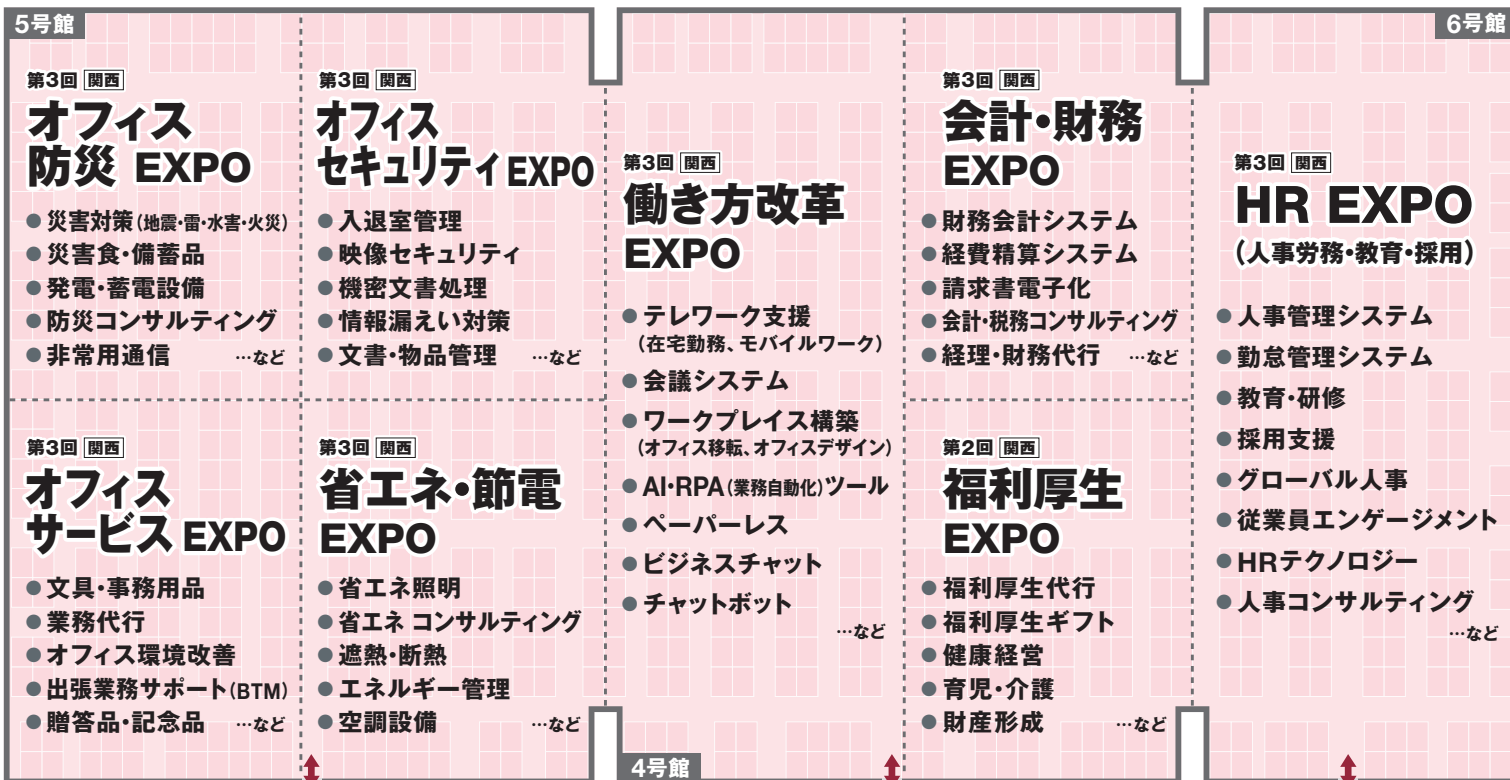 5号館
第3回 関西
オフィス
防災 EXPO
●災害対策(地震・雷・水害・火災)
●災害食・備蓄品
●発電・蓄電設備
●防災コンサルティング
●非常用通信 …など
第3回 関西
オフィス
セキュリティ EXPO
●入退室管理
●映像セキュリティ
●機密文書処理
●情報漏えい対策
●文書・物品管理 …など
第3回 関西
オフィス
サービス EXPO
●文具・事務用品
●業務代行
●オフィス環境改善
●出張業務サポート(BTM)
●贈答品・記念品 …など
第3回 関西
省エネ・節電
EXPO
●省エネ照明
●省エネ コンサルティング
●遮熱・断熱
●エネルギー管理
●空調設備 …など
第3回 関西
働き方改革
EXPO
●テレワーク支援
(在宅勤務、モバイルワーク)
●会議システム
●ワークプレイス構築
(オフィス移転、オフィスデザイン)
●AI・RPA(業務自動化)ツール
●ペーパーレス
●ビジネスチャット
●チャットボット
…など
4号館
第3回 関西
会計・財務
EXPO
●財務会計システム
●経費精算システム
●請求書電子化
●会計・税務コンサルティング
●経理・財務代行 …など
第2回 関西
福利厚生
EXPO
●福利厚生代行
●福利厚生ギフト
●健康経営
●育児・介護
●財産形成 …など
6号館
第3回 関西
HR EXPO
(人事労務・教育・採用)
●人事管理システム
●勤怠管理システム
●教育・研修
●採用支援
●グローバル人事
●従業員エンゲージメント
●HRテクノロジー
●人事コンサルティング
…など